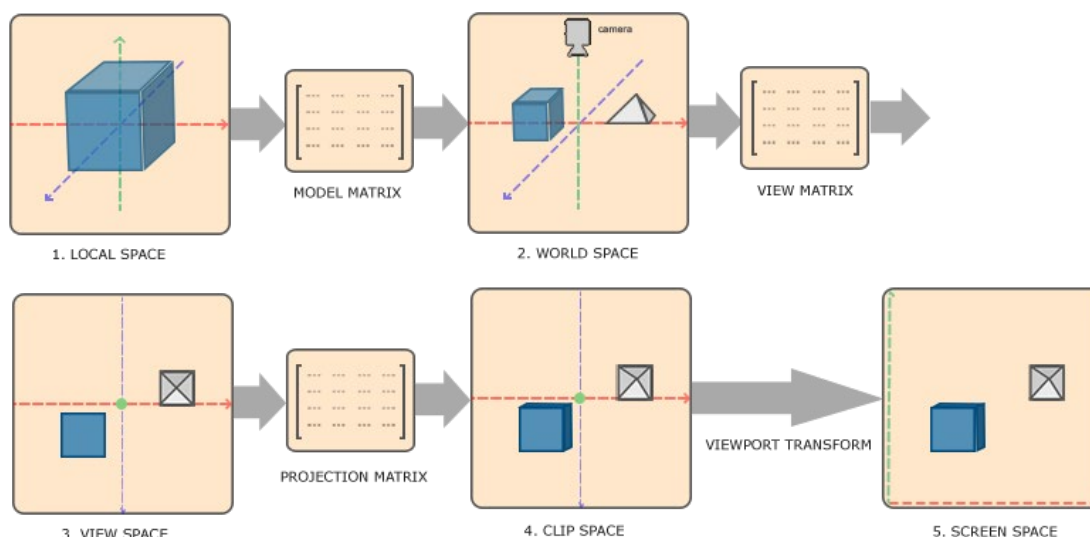 camera
MODEL MATRIX
VIEW MATRIX
1. LOCAL SPACE
2. WORLD SPACE
PROJECTION MATRIX
VIEWPORT TRANSFORM
3. VIEW SPACE
4. CLIP SPACE
5. SCREEN SPACE